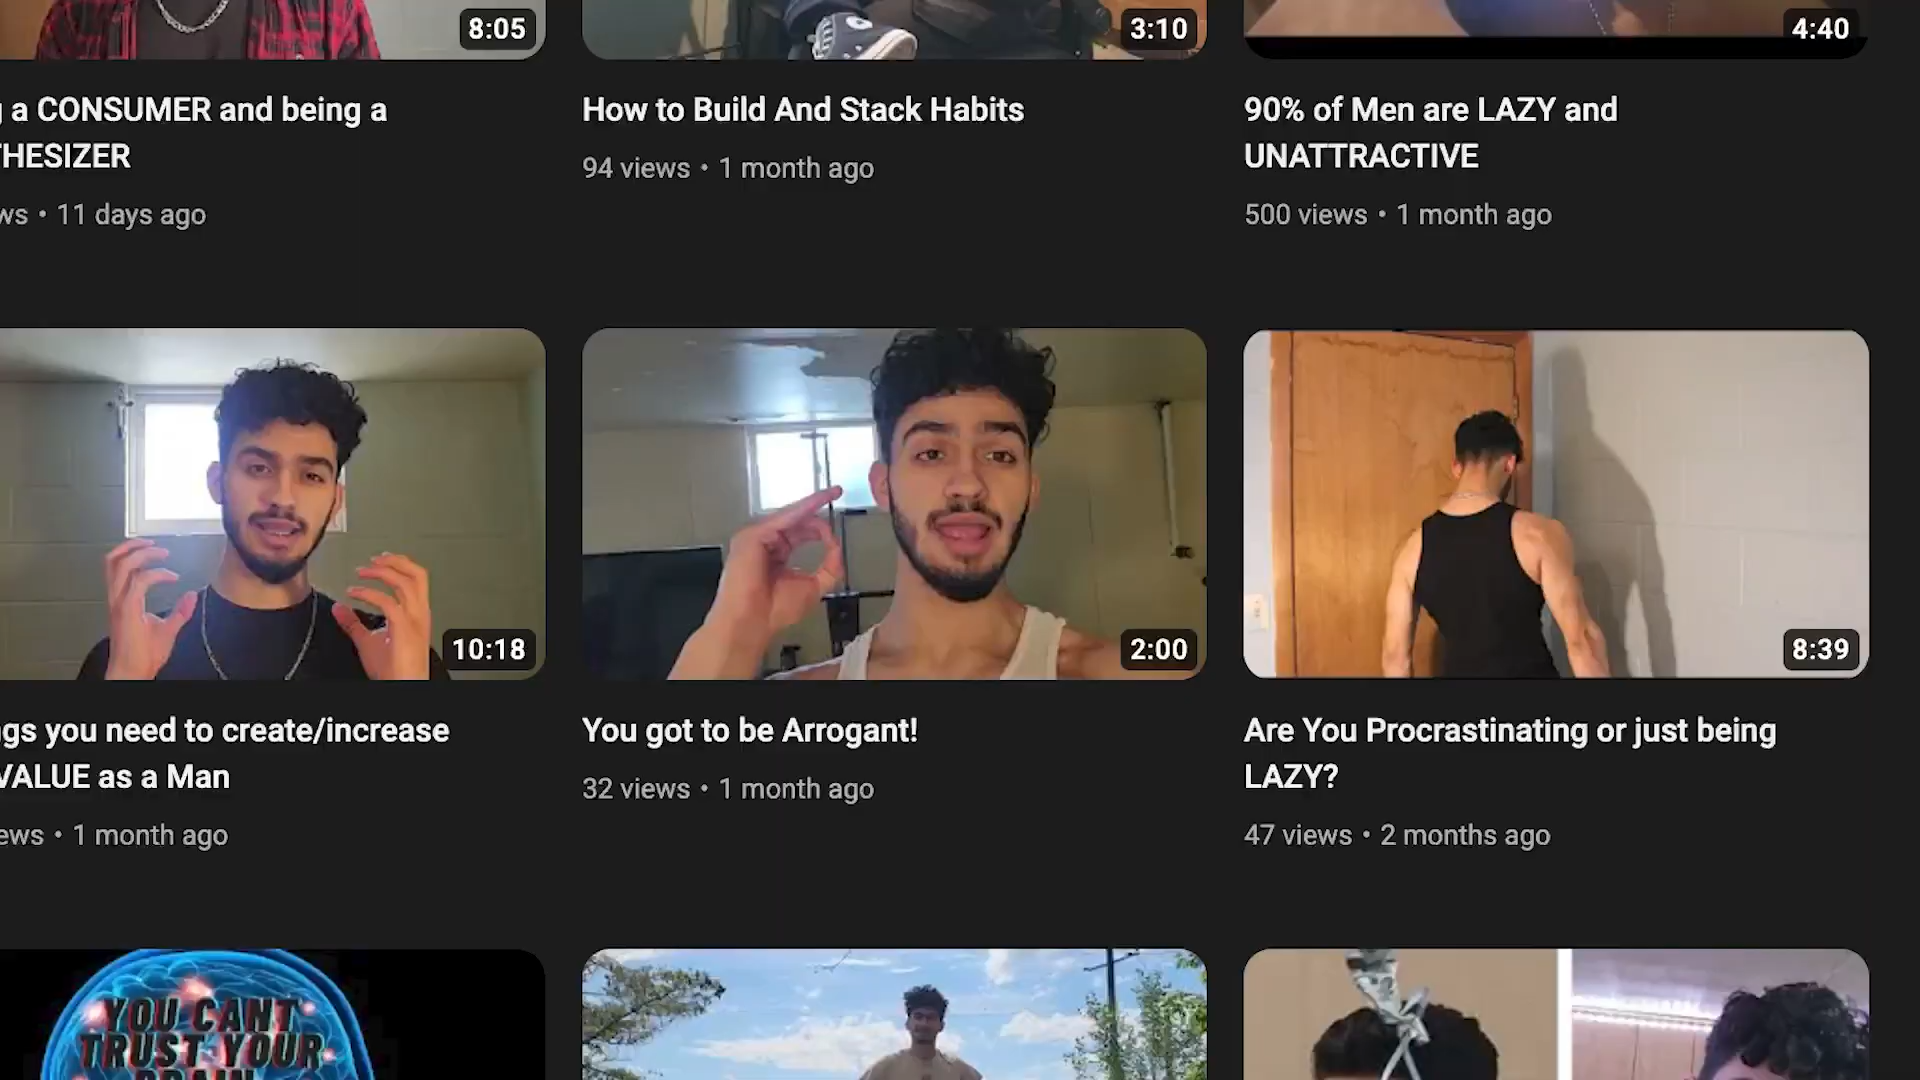 8:05
3:10
4:40
a CONSUMER and being a
THESIZER
11 days ago
How to Build And Stack Habits
94 views • 1 month ago
90% of Men are LAZY and
UNATTRACTIVE
500 views • 1 month ago
10:18
2:00
8:39
gs you need to create/increase
VALUE as a Man
ews • 1 month ago
You got to be Arrogant!
32 views • 1 month ago
Are You Procrastinating or just being
LAZY?
47 views • 2 months ago
YOU CANT
TRUST YOUR
BRAIN